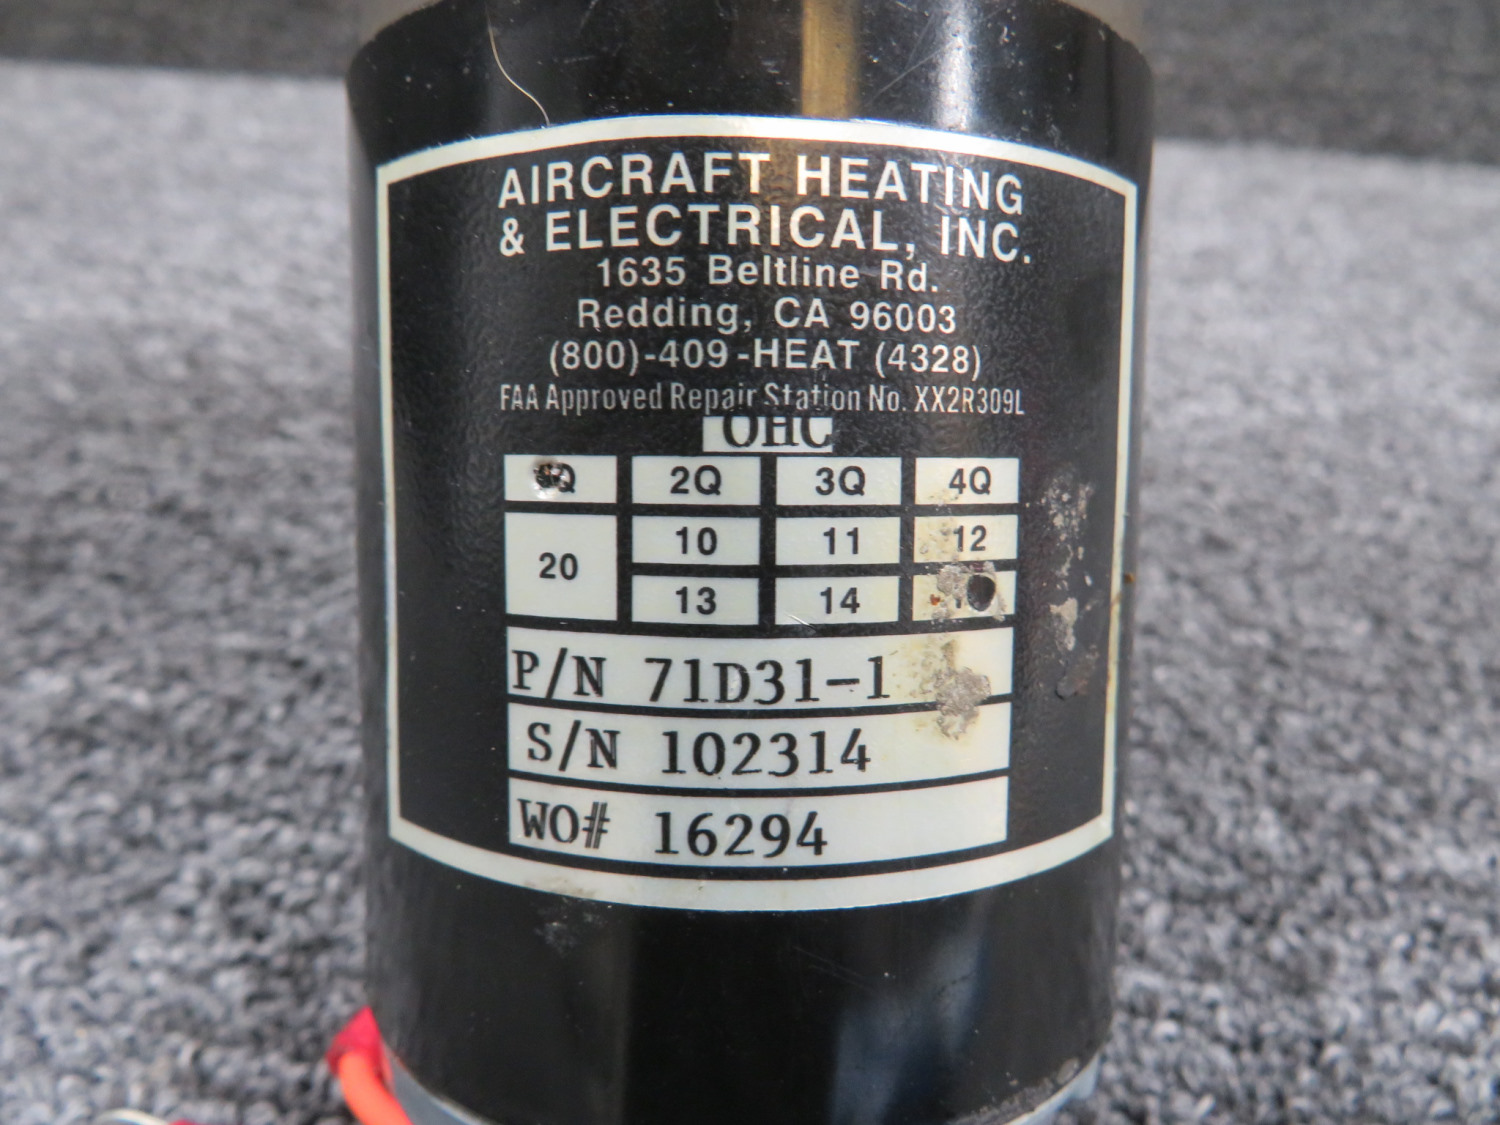 AIRCRAFT HEATING
& ELECTRICAL, INC.
1635 Beltline Rd.
Redding, CA 96003
(800)-409-HEAT (4328)
FAA Approved Repair Station No. XX2R309L
OHC
2Q 3Q 4Q
10 11 12
20
13 14
P/N 71D31-1
S/N 102314
WO# 16294